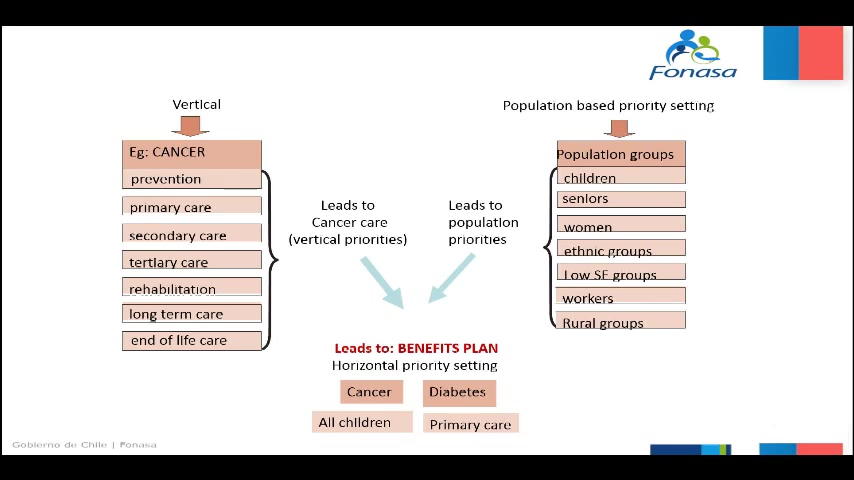 Fonasa
Vertical
Population based priority setting
Eg: CANCER
prevention
primary care
secondary care
tertiary care
rehabilitation
long term care
end of life care
Leads to
Cancer care
(vertical priorities)
Leads to
population
priorities
Population groups
children
seniors
women
ethnic groups
Low SE groups
workers
Rural groups
Leads to: BENEFITS PLAN
Horizontal priority setting
Cancer
Diabetes
All children
Primary care
Gobierno de Chile | Fonasa